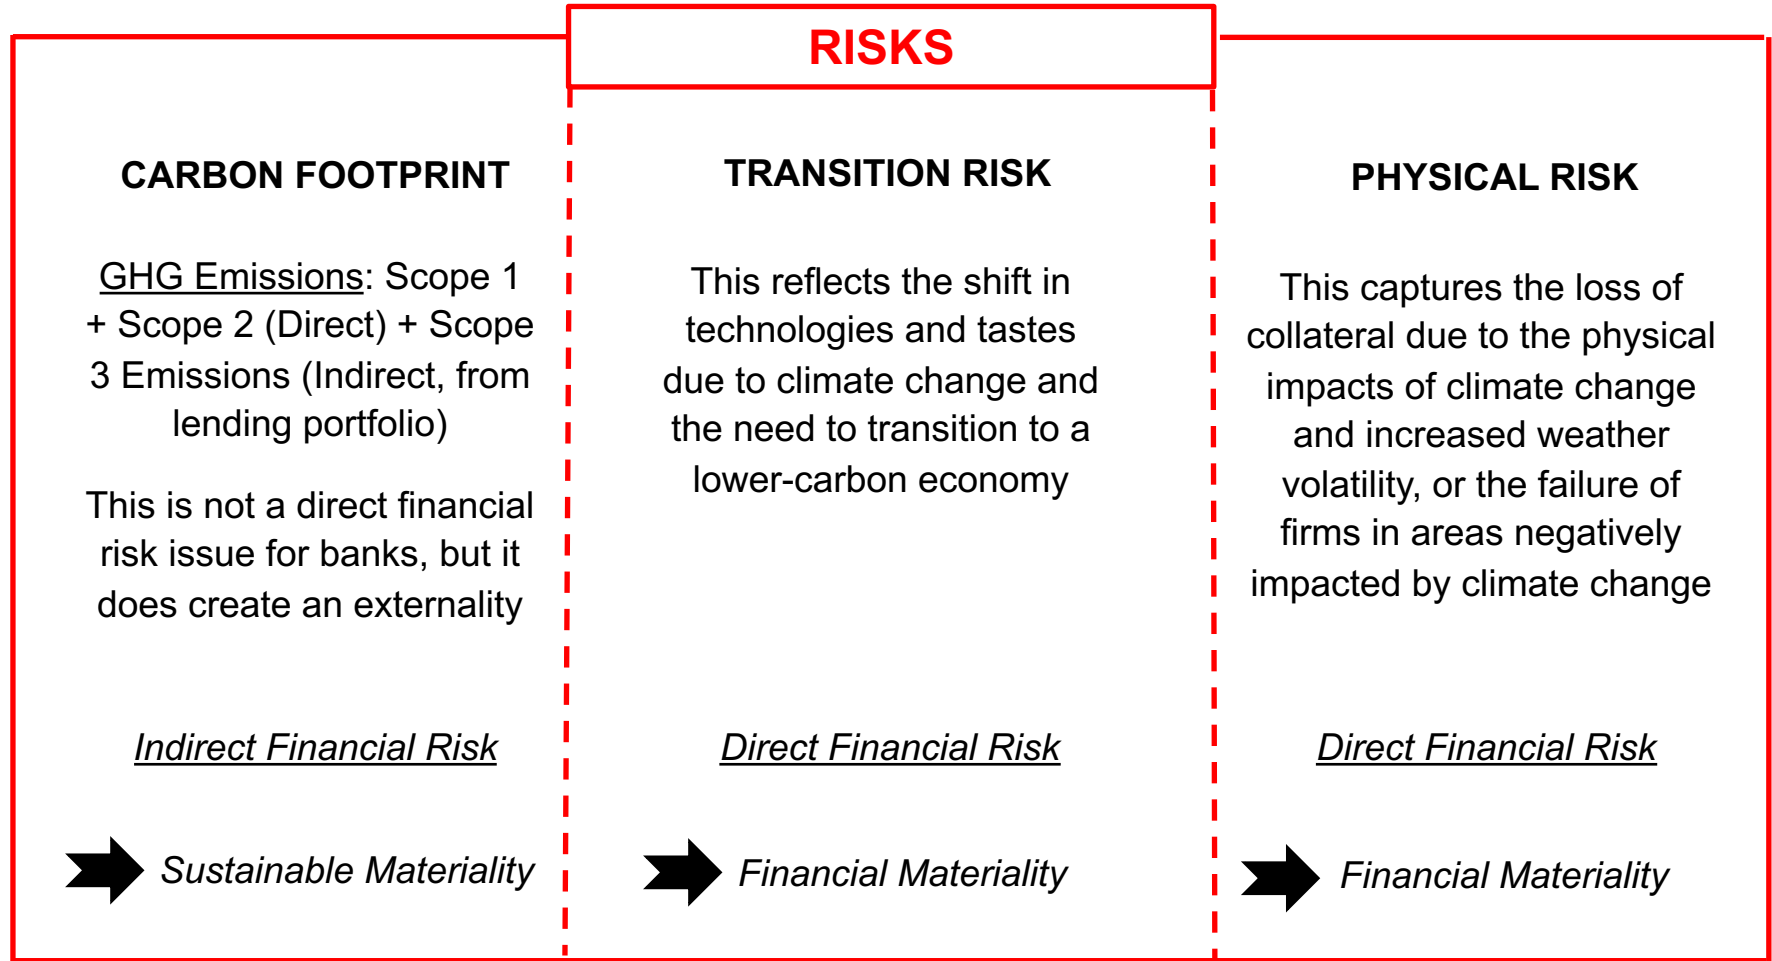 RISKS
CARBON FOOTPRINT
GHG Emissions: Scope 1
+ Scope 2 (Direct) + Scope
3 Emissions (Indirect, from
lending portfolio)
This is not a direct financial
risk issue for banks, but it
does create an externality
Indirect Financial Risk
Sustainable Materiality
TRANSITION RISK
This reflects the shift in
technologies and tastes
due to climate change and
the need to transition to a
lower-carbon economy
Direct Financial Risk
Financial Materiality
PHYSICAL RISK
This captures the loss of
collateral due to the physical
impacts of climate change
and increased weather
volatility, or the failure of
firms in areas negatively
impacted by climate change
Direct Financial Risk
Financial Materiality